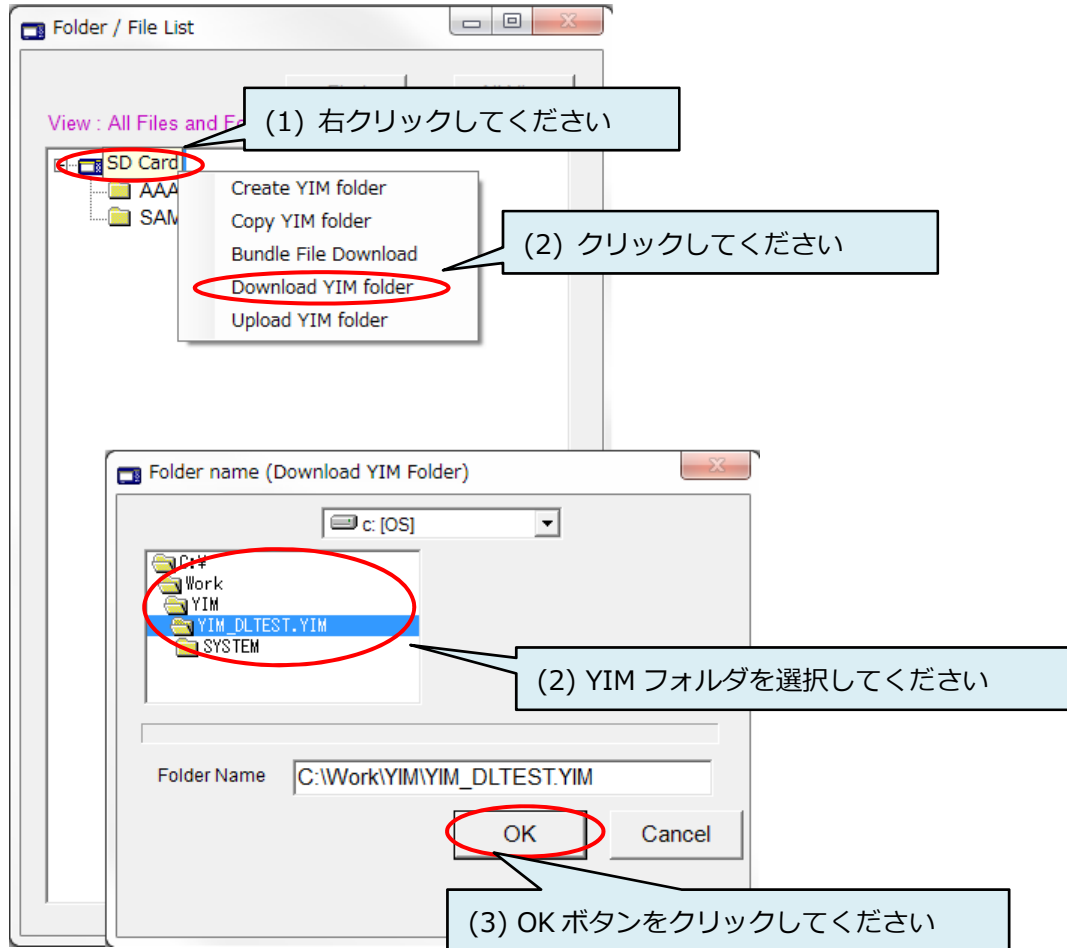 Folder / File List
(1) 右クリックしてください
View : All Files and
SD Card
AAA
SAM
Create YIM folder
Copy YIM folder
Bundle File Download
Download YIM folder
Upload YIM folder
(2) クリックしてください
Folder name (Download YIM Folder)
c: [OS]
C:¥
Work
YIM
YIM_DLTEST.YIM
SYSTEM
(2) YIM フォルダを選択してください
Folder Name C:\Work\YIM\YIM_DLTEST.YIM
OK Cancel
(3) OK ボタンをクリックしてください